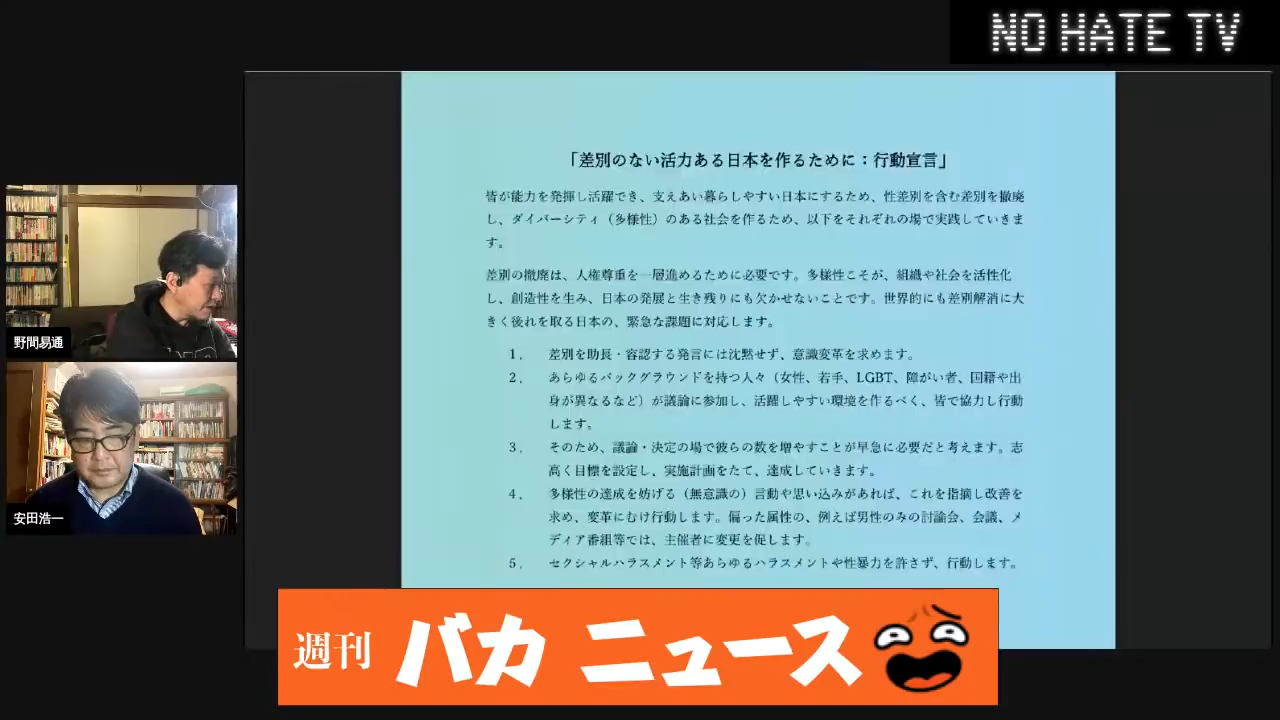 NO HATE TV
「差別のない活力ある日本を作るために：行動宣言」
皆が能力を発揮し活躍でき、支えあい暮らしやすい日本にするため、性差別を含む差別を撤廃
し、ダイバーシティ（多様性）のある社会を作るため、以下をそれぞれの場で実践していきま
す。
差別の撤廃は、人権尊重を一層進めるために必要です。多様性こそが、組織や社会を活性化
し、創造性を生み、日本の発展と生き残りにも欠かせないことです。世界的にも差別解消に大
きく後れを取る日本の、緊急な課題に対応します。
1． 差別を助長・容認する発言には沈黙せず、意識変革を求めます。
2． あらゆるバックグラウンドを持つ人々（女性、若手、LGBT、障がい者、国籍や出
身が異なるなど）が議論に参加し、活躍しやすい環境を作るべく、皆で協力し行動
します。
3． そのため、議論・決定の場で彼らの数を増やすことが早急に必要だと考えます。志
高く目標を設定し、実施計画をたて、達成していきます。
4． 多様性の達成を妨げる（無意識の）言動や思い込みがあれば、これを指摘し改善を
求め、変革にむけ行動します。偏った属性の、例えば男性のみの討論会、会議、メ
ディア番組等では、主催者に変更を促します。
5． セクシャルハラスメント等あらゆるハラスメントや性暴力を許さず、行動します。
野間易通
安田浩一
週刊 バカ ニュース